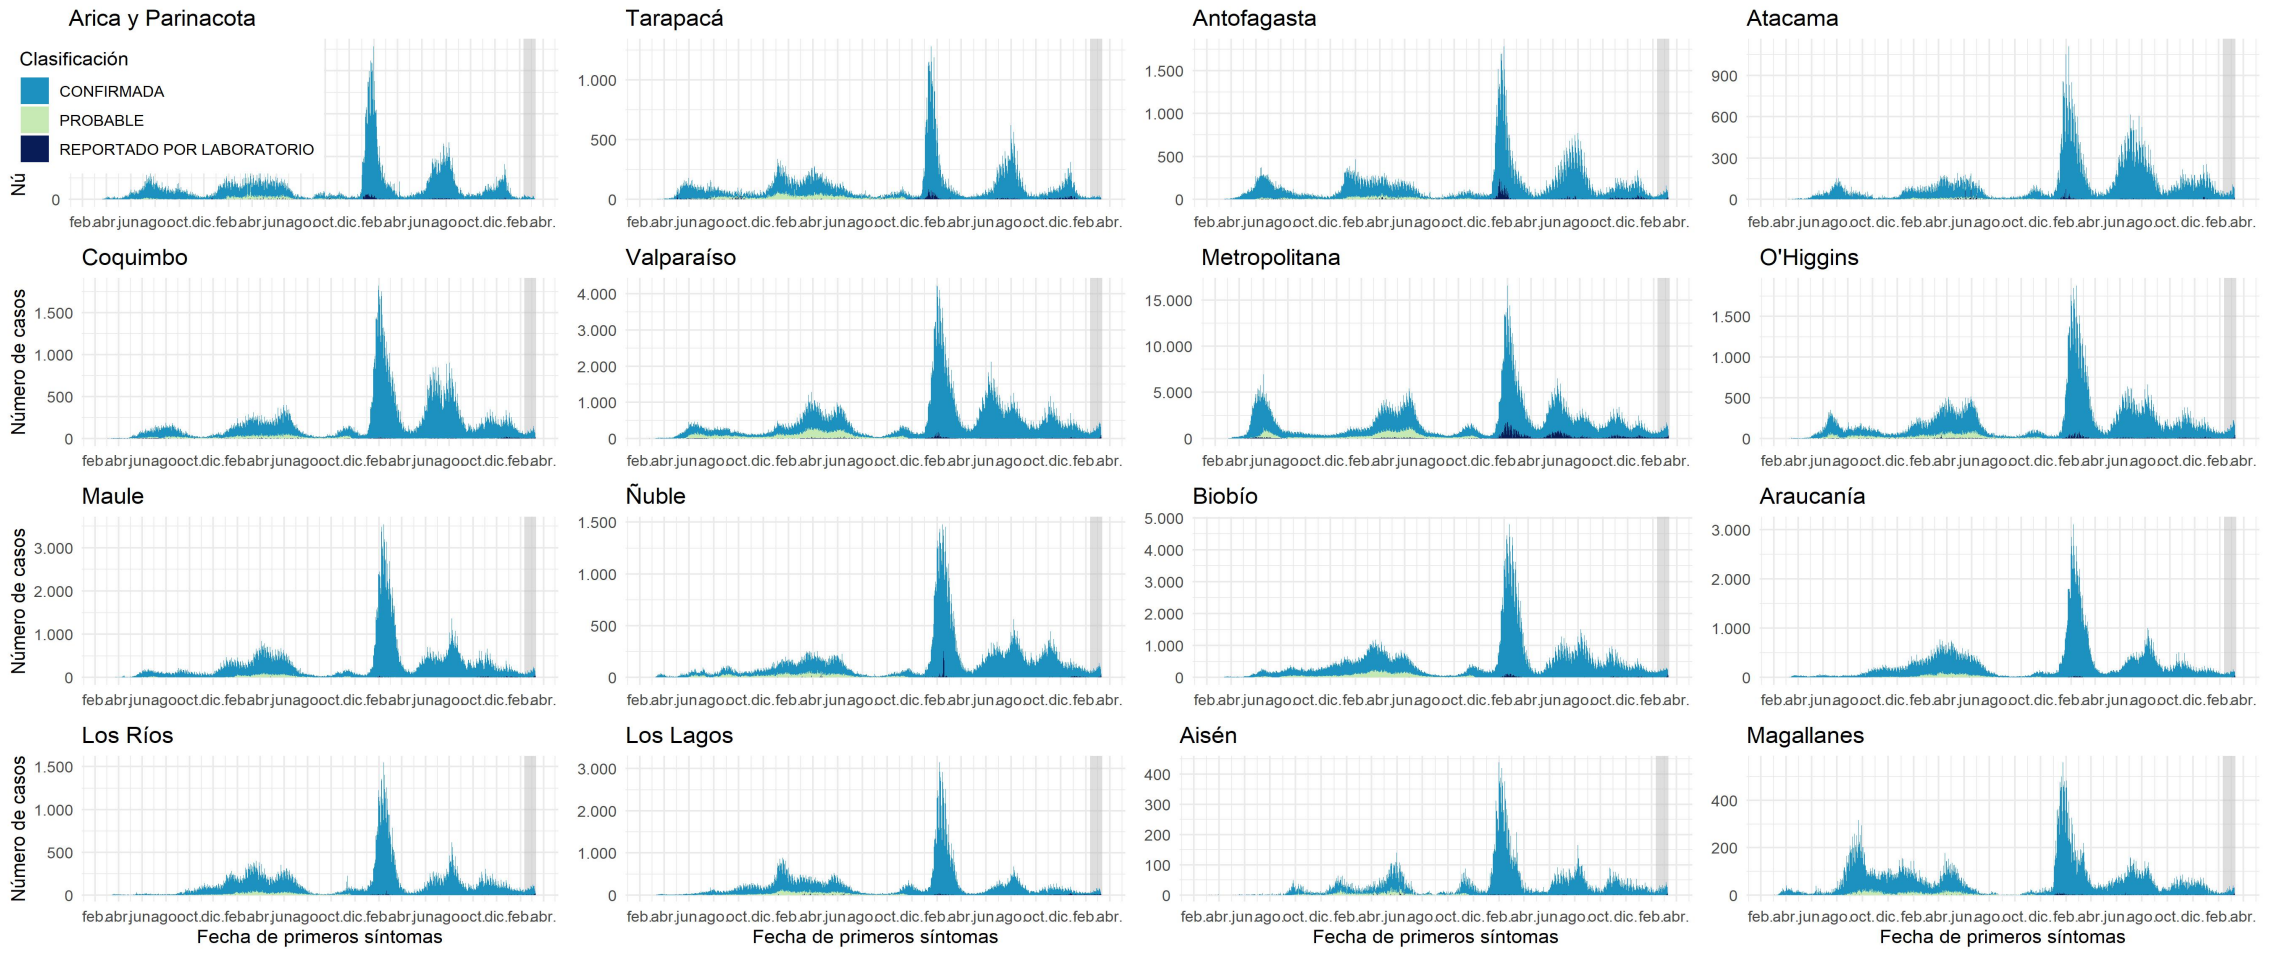 Arica y Parinacota
Tarapacá
Antofagasta
Atacama
Clasificación
CONFIRMADA
PROBABLE
REPORTADO POR LABORATORIO
Nú
0
feb. abr. jun. ago. oct. dic. feb. abr. jun. ago. oct. dic. feb. abr. jun. ago. oct. dic. feb. abr.
1.000
500
0
feb. abr. jun. ago. oct. dic. feb. abr. jun. ago. oct. dic. feb. abr. jun. ago. oct. dic. feb. abr.
1.500
1.000
500
0
feb. abr. jun. ago. oct. dic. feb. abr. jun. ago. oct. dic. feb. abr. jun. ago. oct. dic. feb. abr.
900
600
300
0
feb. abr. jun. ago. oct. dic. feb. abr. jun. ago. oct. dic. feb. abr. jun. ago. oct. dic. feb. abr.
Coquimbo
Valparaíso
Metropolitana
O'Higgins
Número de casos
1.500
1.000
500
0
feb. abr. jun. ago. oct. dic. feb. abr. jun. ago. oct. dic. feb. abr. jun. ago. oct. dic. feb. abr.
4.000
3.000
2.000
1.000
0
feb. abr. jun. ago. oct. dic. feb. abr. jun. ago. oct. dic. feb. abr. jun. ago. oct. dic. feb. abr.
15.000
10.000
5.000
0
feb. abr. jun. ago. oct. dic. feb. abr. jun. ago. oct. dic. feb. abr. jun. ago. oct. dic. feb. abr.
1.500
1.000
500
0
feb. abr. jun. ago. oct. dic. feb. abr. jun. ago. oct. dic. feb. abr. jun. ago. oct. dic. feb. abr.
Maule
Ñuble
Biobío
Araucanía
Número de casos
3.000
2.000
1.000
0
feb. abr. jun. ago. oct. dic. feb. abr. jun. ago. oct. dic. feb. abr. jun. ago. oct. dic. feb. abr.
1.500
1.000
500
0
feb. abr. jun. ago. oct. dic. feb. abr. jun. ago. oct. dic. feb. abr. jun. ago. oct. dic. feb. abr.
5.000
4.000
3.000
2.000
1.000
0
feb. abr. jun. ago. oct. dic. feb. abr. jun. ago. oct. dic. feb. abr. jun. ago. oct. dic. feb. abr.
3.000
2.000
1.000
0
feb. abr. jun. ago. oct. dic. feb. abr. jun. ago. oct. dic. feb. abr. jun. ago. oct. dic. feb. abr.
Los Ríos
Los Lagos
Aisén
Magallanes
Número de casos
1.500
1.000
500
0
feb. abr. jun. ago. oct. dic. feb. abr. jun. ago. oct. dic. feb. abr. jun. ago. oct. dic. feb. abr.
Fecha de primeros síntomas
3.000
2.000
1.000
0
feb. abr. jun. ago. oct. dic. feb. abr. jun. ago. oct. dic. feb. abr. jun. ago. oct. dic. feb. abr.
Fecha de primeros síntomas
400
300
200
100
0
feb. abr. jun. ago. oct. dic. feb. abr. jun. ago. oct. dic. feb. abr. jun. ago. oct. dic. feb. abr.
Fecha de primeros síntomas
400
200
0
feb. abr. jun. ago. oct. dic. feb. abr. jun. ago. oct. dic. feb. abr. jun. ago. oct. dic. feb. abr.
Fecha de primeros síntomas